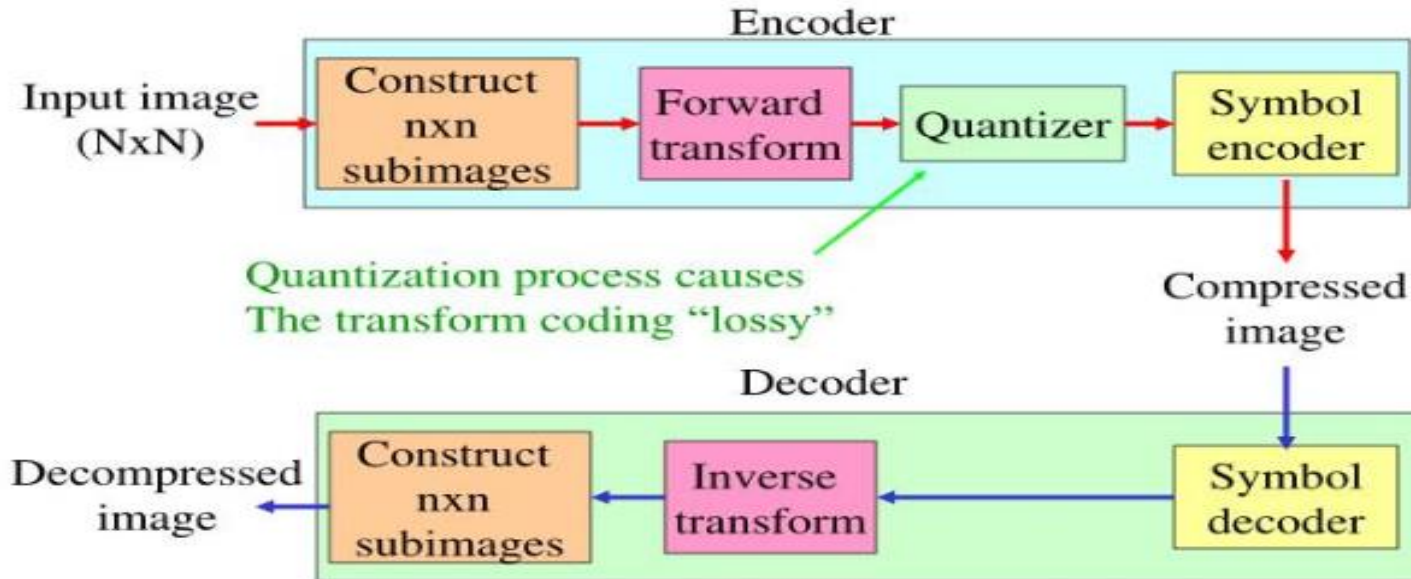 Encoder
Input image
(NxN)
Construct
nxn
subimages
Forward
transform
Quantizer
Symbol
encoder
Quantization process causes
The transform coding “lossy”
Compressed
image
Decoder
Decompressed
image
Construct
nxn
subimages
Inverse
transform
Symbol
decoder